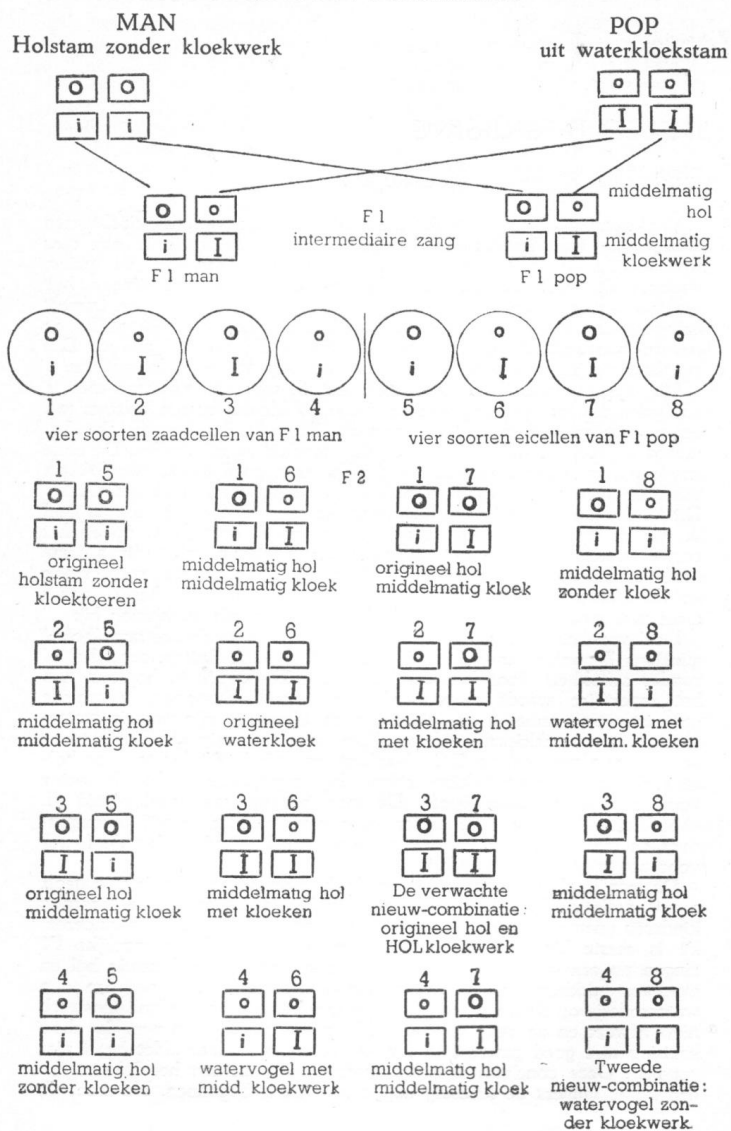 MAN
Holstam zonder kloekwerk
POP
uit waterkloekstam
O O
i i
o o
I I
O o
i I
F 1 man
F 1
intermediaire zang
O o
i I
F 1 pop
middelmatig
hol
middelmatig
kloekwerk
O o O o O o O o
i I I i i I I i
1 2 3 4 5 6 7 8
vier soorten zaadcellen van F 1 man
vier soorten eicellen van F 1 pop
F 2
1 5
O O
i i
origineel
holstam zonder
kloektoeren
1 6
O o
i I
middelmatig hol
middelmatig kloek
1 7
O O
i I
origineel hol
middelmatig kloek
1 8
O o
i i
middelmatig hol
zonder kloek
2 5
o O
I i
middelmatig hol
middelmatig kloek
2 6
o o
I I
origineel
waterkloek
2 7
o O
I I
middelmatig hol
met kloeken
2 8
o o
I i
watervogel met
middelm. kloeken
3 5
O O
I i
origineel hol
middelmatig kloek
3 6
O o
I I
middelmatig hol
met kloeken
3 7
O O
I I
De verwachte
nieuw-combinatie:
origineel hol en
HOLkloekwerk
3 8
O o
I i
middelmatig hol
middelmatig kloek
4 5
o O
i i
middelmatig hol
zonder kloeken
4 6
o o
i I
watervogel met
midd. kloekwerk
4 7
o O
i I
middelmatig hol
middelmatig kloek
4 8
o o
i i
Tweede
nieuw-combinatie:
watervogel zon-
der kloekwerk.